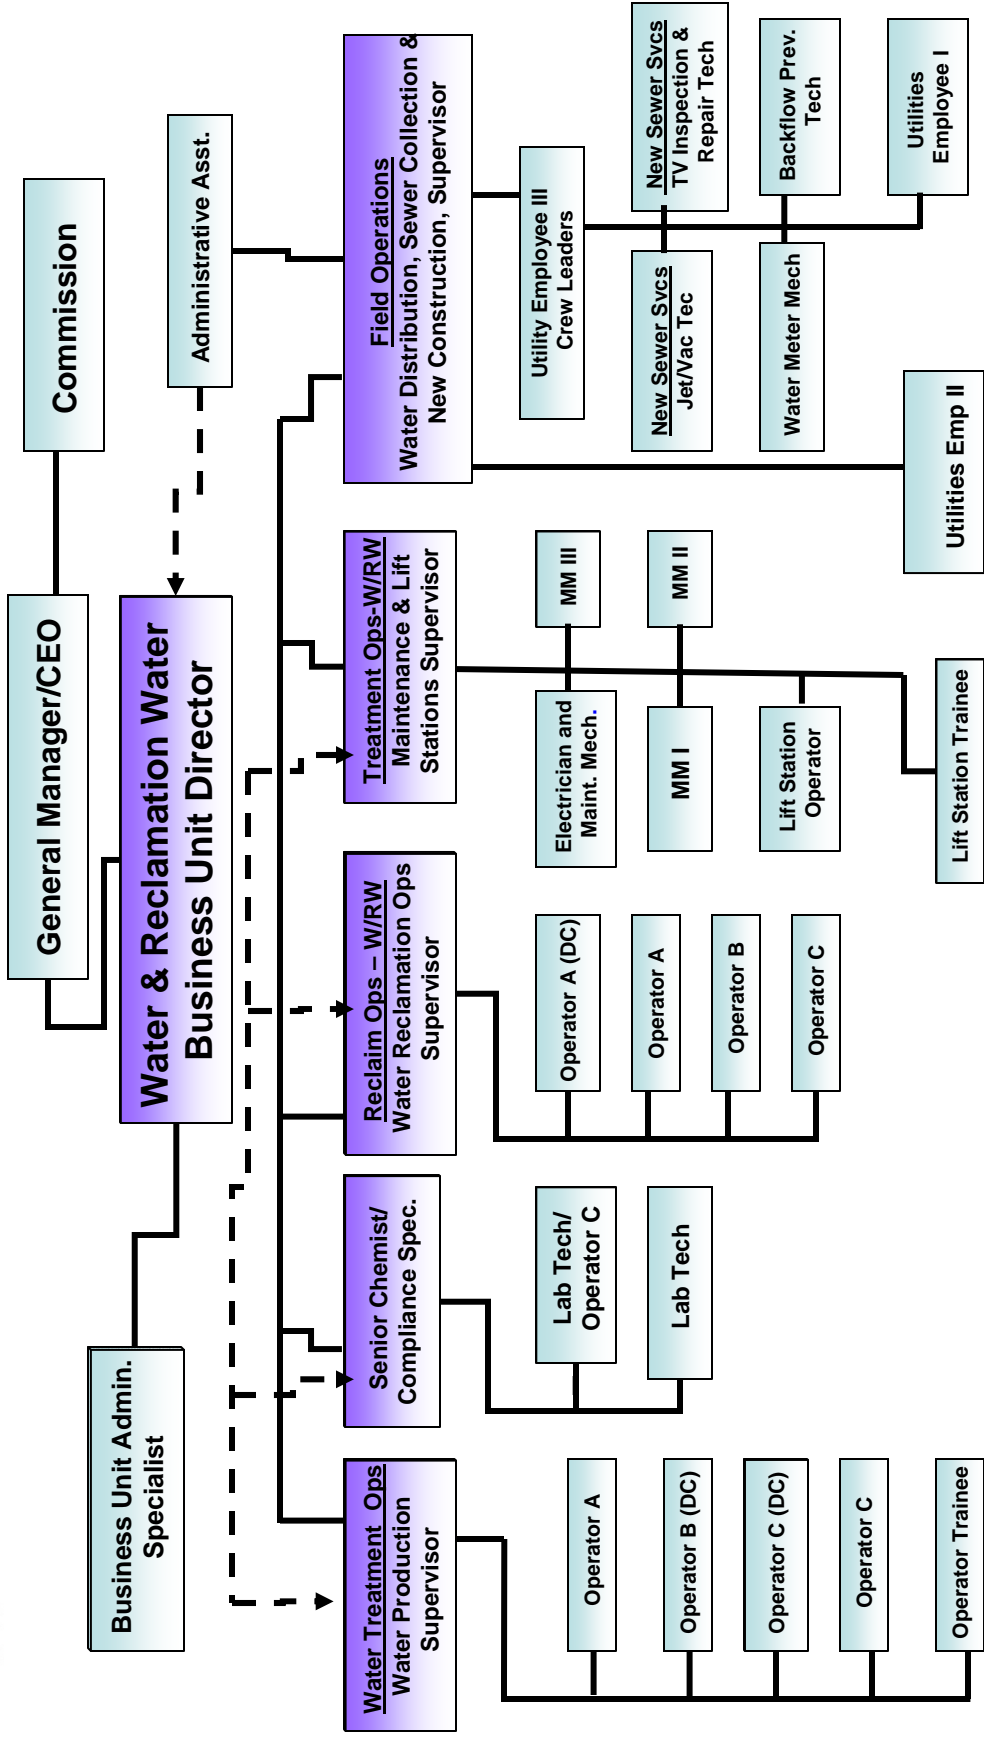 Commission
General Manager/CEO
Administrative Asst.
Water & Reclamation Water
Business Unit Director
Business Unit Admin.
Specialist
Water Treatment Ops
Water Production
Supervisor
Senior Chemist/
Compliance Spec.
Reclaim Ops – W/RW
Water Reclamation Ops
Supervisor
Treatment Ops-W/RW
Maintenance & Lift
Stations Supervisor
Field Operations
Water Distribution, Sewer Collection &
New Construction, Supervisor
Operator A
Operator B (DC)
Operator C (DC)
Operator C
Operator Trainee
Lab Tech/
Operator C
Lab Tech
Operator A (DC)
Operator A
Operator B
Operator C
Electrician and
Maint. Mech.
MM III
MM I
MM II
Lift Station
Operator
Lift Station Trainee
Utility Employee III
Crew Leaders
New Sewer Svcs
Jet/Vac Tec
New Sewer Svcs
TV Inspection &
Repair Tech
Water Meter Mech
Backflow Prev.
Tech
Utilities Emp II
Utilities
Employee I